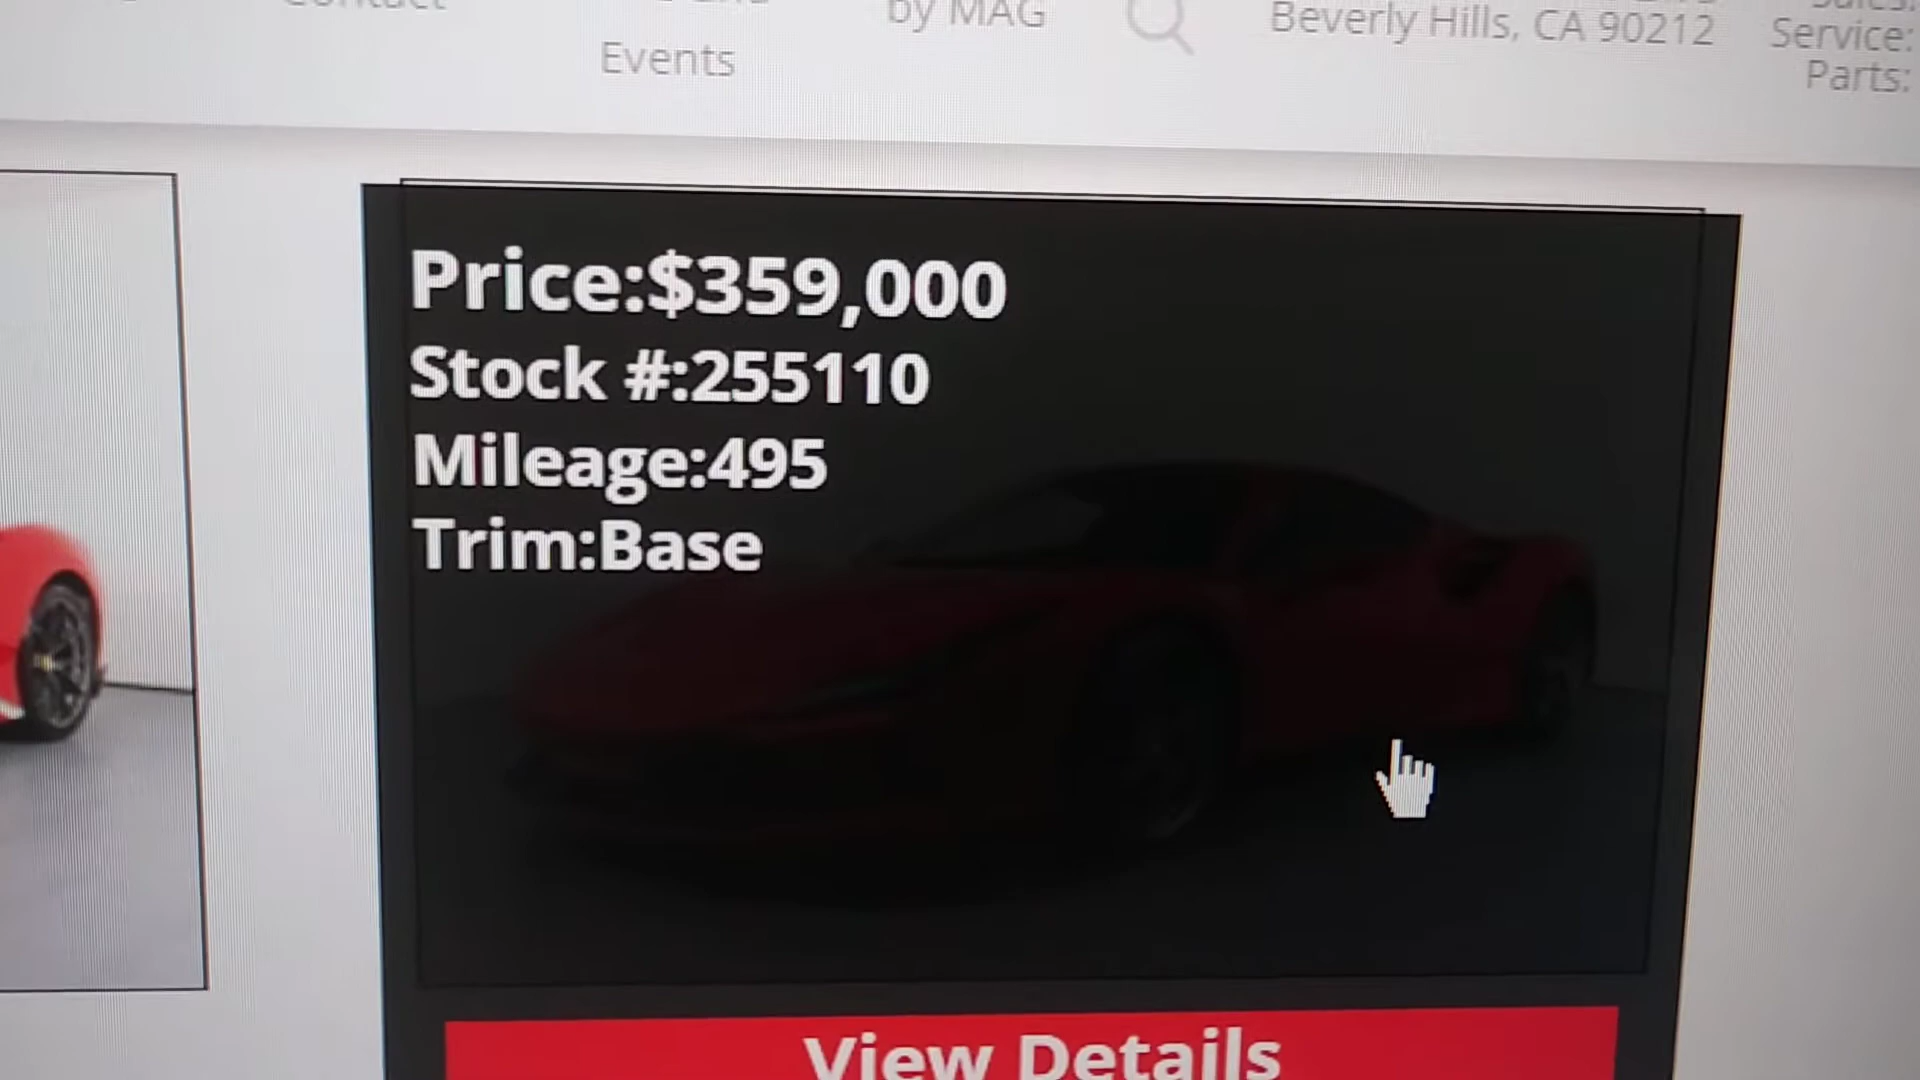 Contact
Events
by MAG
Beverly Hills, CA 90212
Service:
Parts:
Price:$359,000
Stock #:255110
Mileage:495
Trim:Base
View Details